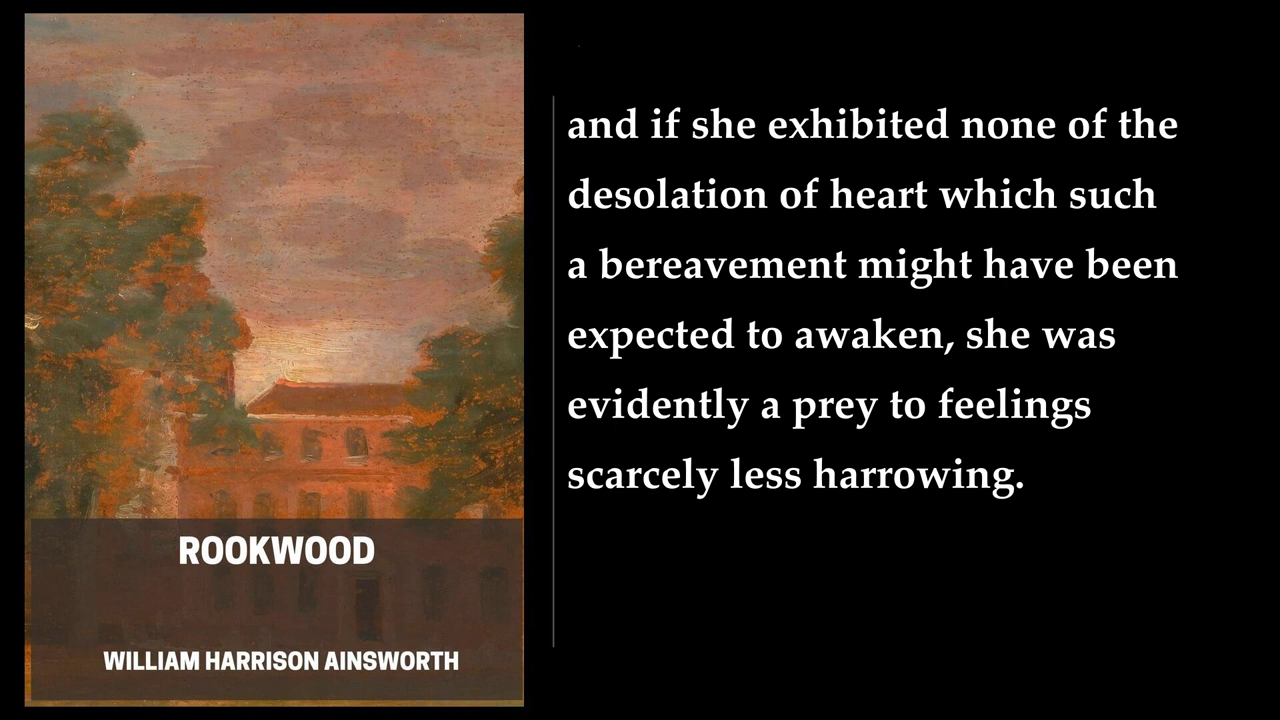 ROOKWOOD
WILLIAM HARRISON AINSWORTH
and if she exhibited none of the
desolation of heart which such
a bereavement might have been
expected to awaken, she was
evidently a prey to feelings
scarcely less harrowing.